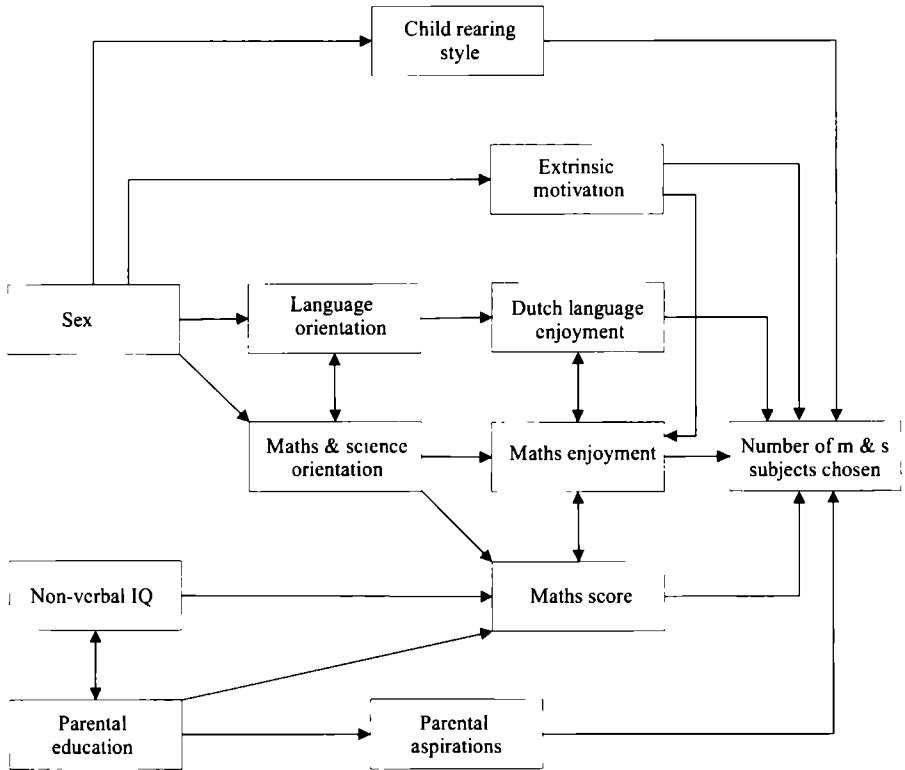 Child rearing
style
Extrinsic
motivation
Sex
Language
orientation
Dutch language
enjoyment
Maths & science
orientation
Maths enjoyment
Number of m & s
subjects chosen
Non-verbal IQ
Maths score
Parental
education
Parental
aspirations